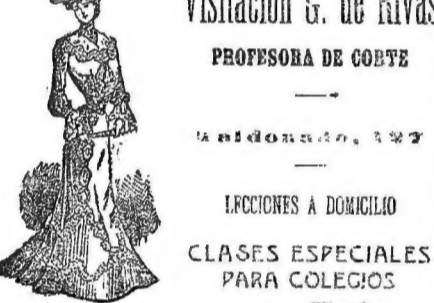 Visitación G. de Rivas
PROFESORA DE CORTE
Maldonado,
LECCIONES A DOMICILIO
CLASES ESPECIALES
PARA COLEGIOS